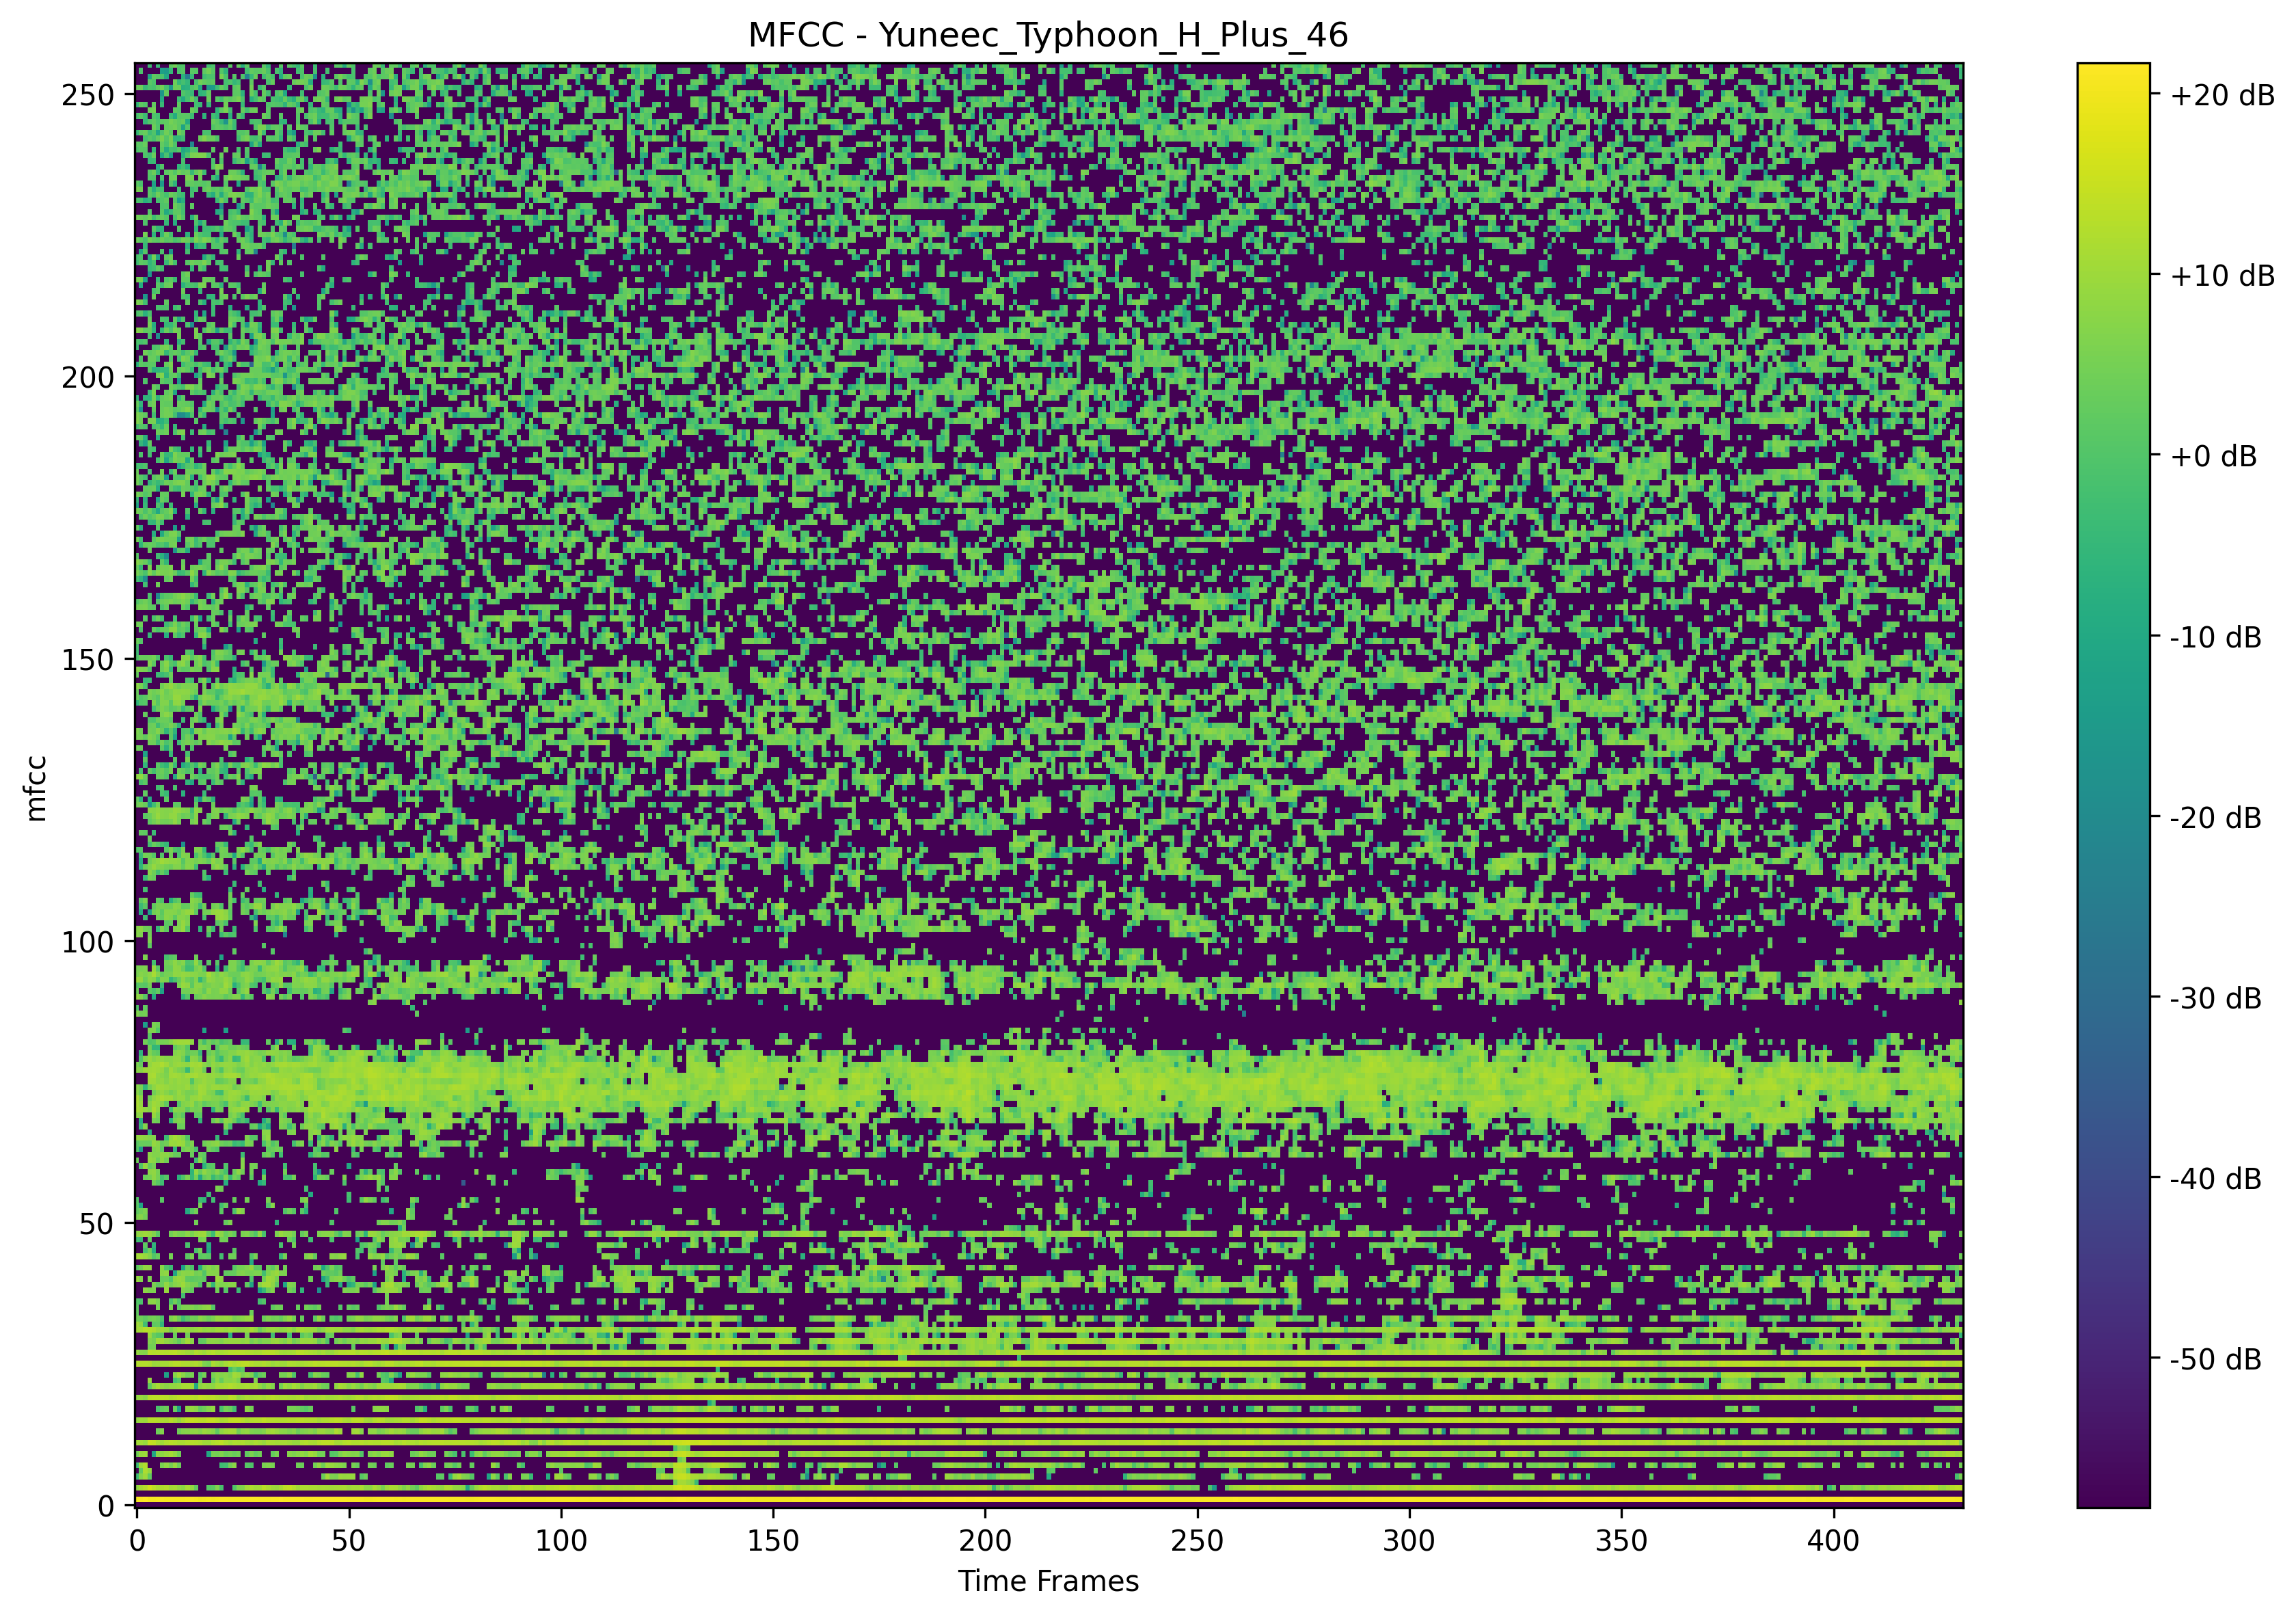 MFCC - Yuneec_Typhoon_H_Plus_46
250
200
150
100
50
0
mfcc
0 50 100 150 200 250 300 350 400
Time Frames
+20 dB
+10 dB
+0 dB
-10 dB
-20 dB
-30 dB
-40 dB
-50 dB